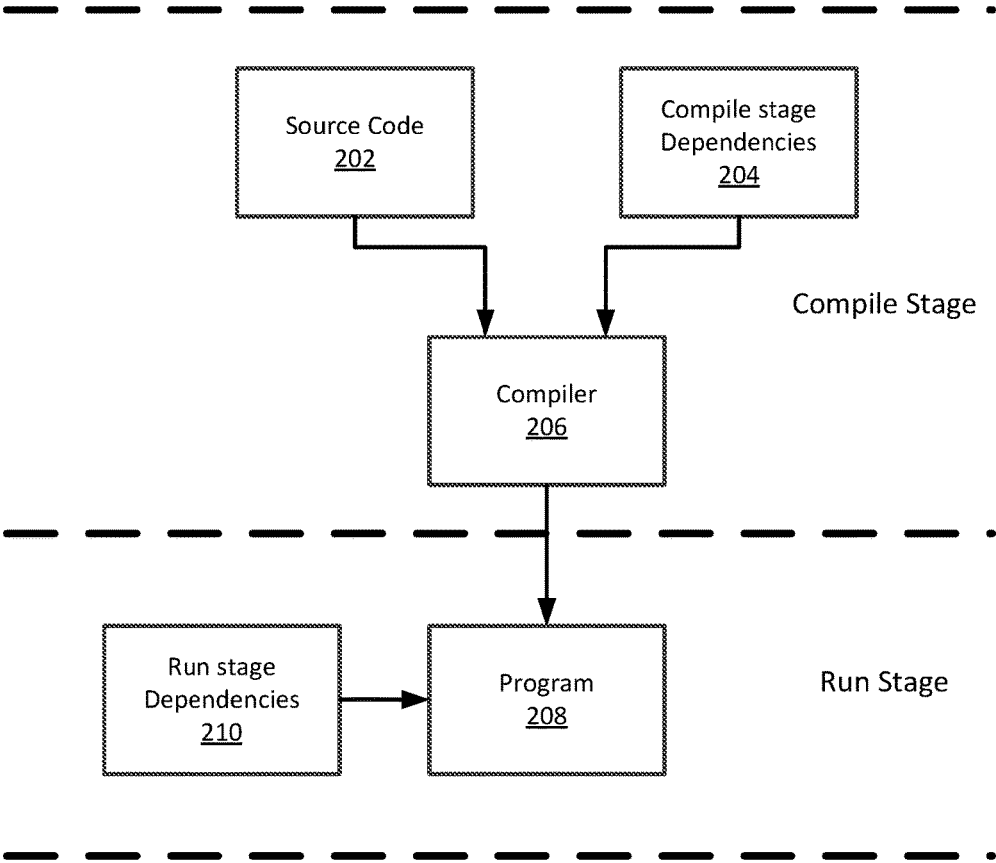 Source Code
202
Compile stage
Dependencies
204
Compile Stage
Compiler
206
Run stage
Dependencies
210
Program
208
Run Stage